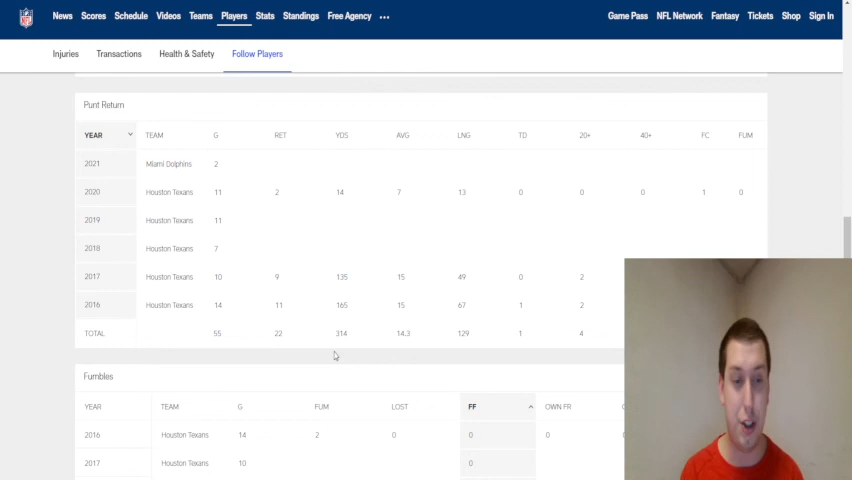 NFL
News Scores Schedule Videos Teams Players Stats Standings Free Agency ••• Game Pass NFL Network Fantasy Tickets Shop Sign In
Injuries Transactions Health & Safety Follow Players
Punt Return
YEAR TEAM G RET YDS AVG LNG TD 20+ 40+ FC FUM
2021 Miami Dolphins 2
2020 Houston Texans 11 2 14 7 13 0 0 0 1 0
2019 Houston Texans 11
2018 Houston Texans 7
2017 Houston Texans 10 9 135 15 49 0 2
2016 Houston Texans 14 11 165 15 67 1 2
TOTAL 55 22 314 14.3 129 1 4
Fumbles
YEAR TEAM G FUM LOST FF OWN FR
2016 Houston Texans 14 2 0 0 0
2017 Houston Texans 10 0